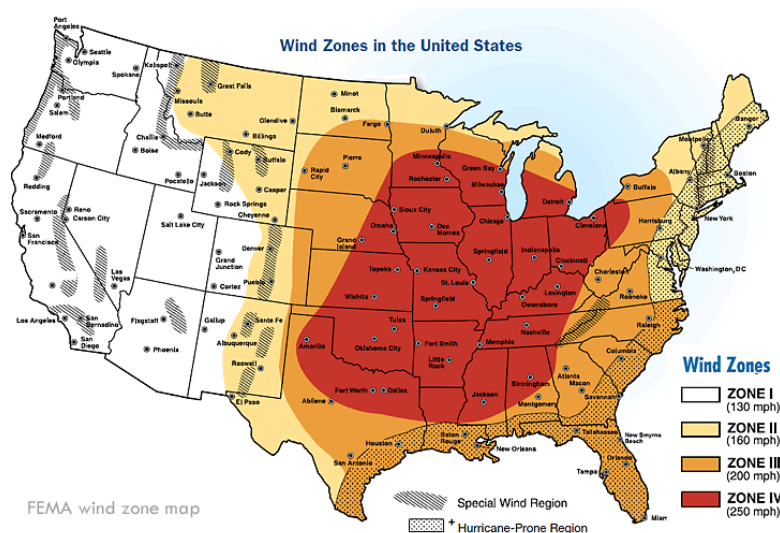 Wind Zones in the United States
Port
Angeles
Seattle
Olympia
Spokane
Kalispell
Great Falls
Missoula
Butte
Glendive
Billings
Minot
Bismarck
Fargo
Duluth
Portland
Salem
Medford
Challis
Boise
Pocatello
Jackson
Cody
Buffalo
Casper
Rock Springs
Cheyenne
Rapid
City
Pierre
Minneapolis
Rochester
Green Bay
Milwaukee
Detroit
Buffalo
Albany
Montpelier
Bangor
Boston
New York
Harrisburg
Washington, DC
Redding
Sacramento
San
Francisco
Reno
Carson City
Salt Lake City
Grand
Junction
Cortez
Denver
Pueblo
Grand
Island
Sioux City
Omaha
Des
Moines
Chicago
Cleveland
Springfield
Indianapolis
Cincinnati
Charleston
Roanoke
Raleigh
Las
Vegas
Los Angeles
San
Bernadino
San
Diego
Flagstaff
Phoenix
Gallup
Santa Fe
Albuquerque
Roswell
El Paso
Topeka
Kansas City
St. Louis
Wichita
Springfield
Lexington
Owensboro
Nashville
Tulsa
Oklahoma City
Amarillo
Fort Smith
Little
Rock
Memphis
Fort Worth
Dallas
Abilene
Jackson
Birmingham
Montgomery
Atlanta
Macon
Savannah
Columbia
Houston
San Antonio
Baton
Rouge
New Orleans
Tallahassee
New Smyrna
Beach
Orlando
Tampa
Miami
Wind Zones
ZONE I
(130 mph)
ZONE II
(160 mph)
ZONE III
(200 mph)
ZONE IV
(250 mph)
FEMA wind zone map
Special Wind Region
+ Hurricane-Prone Region